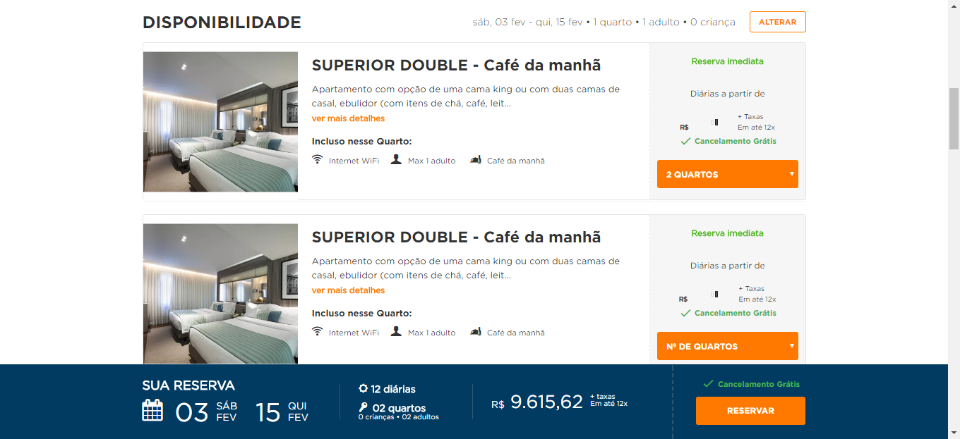 DISPONIBILIDADE
sáb, 03 fev - qui, 15 fev • 1 quarto • 1 adulto • 0 criança
ALTERAR
SUPERIOR DOUBLE - Café da manhã
Apartamento com opção de uma cama king ou com duas camas de
casal, ebulidor (com itens de chá, café, leit...
ver mais detalhes
Incluso nesse Quarto:
Internet WiFi
Max 1 adulto
Café da manhã
Reserva imediata
Diárias a partir de
R$
+ Taxas
Em até 12x
Cancelamento Grátis
2 QUARTOS
SUPERIOR DOUBLE - Café da manhã
Apartamento com opção de uma cama king ou com duas camas de
casal, ebulidor (com itens de chá, café, leit...
ver mais detalhes
Incluso nesse Quarto:
Internet WiFi
Max 1 adulto
Café da manhã
Reserva imediata
Diárias a partir de
R$
+ Taxas
Em até 12x
Cancelamento Grátis
Nº DE QUARTOS
SUA RESERVA
03 SÁB FEV
15 QUI FEV
12 diárias
02 quartos
0 crianças • 02 adultos
R$ 9.615,62
+ taxas
Em até 12x
Cancelamento Grátis
RESERVAR